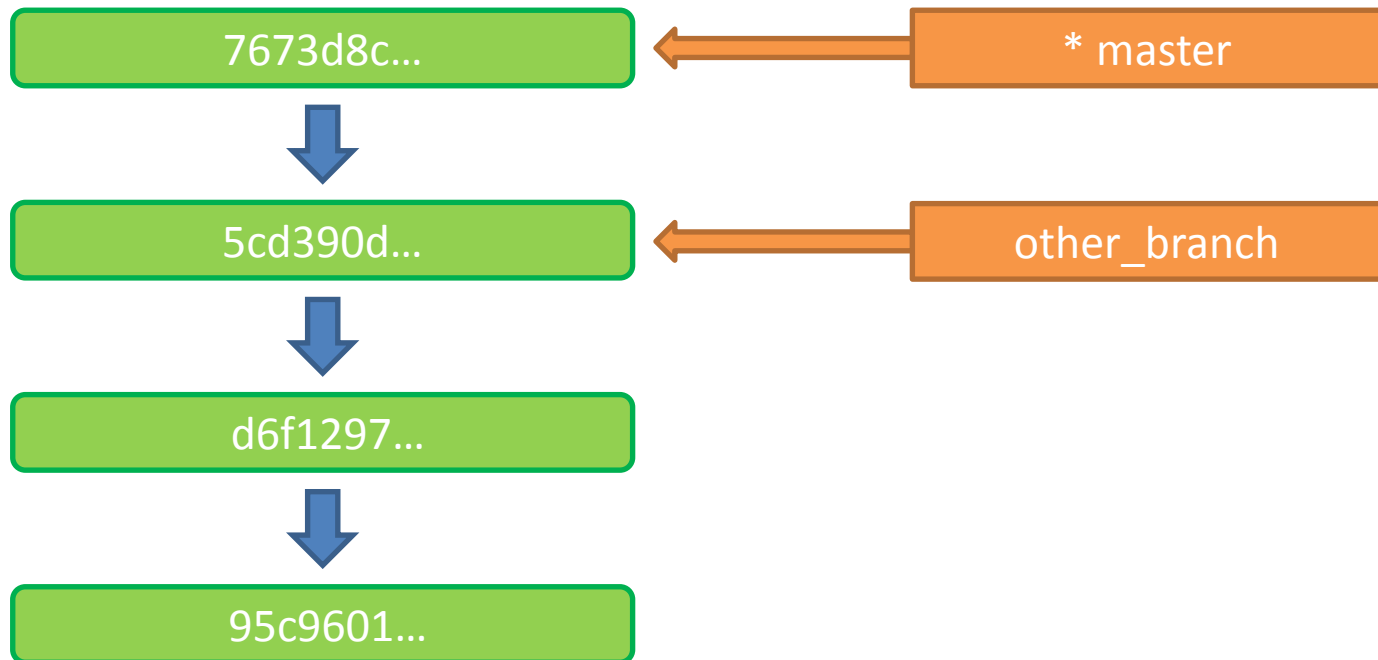 7673d8c…
* master
5cd390d…
other_branch
d6f1297…
95c9601…